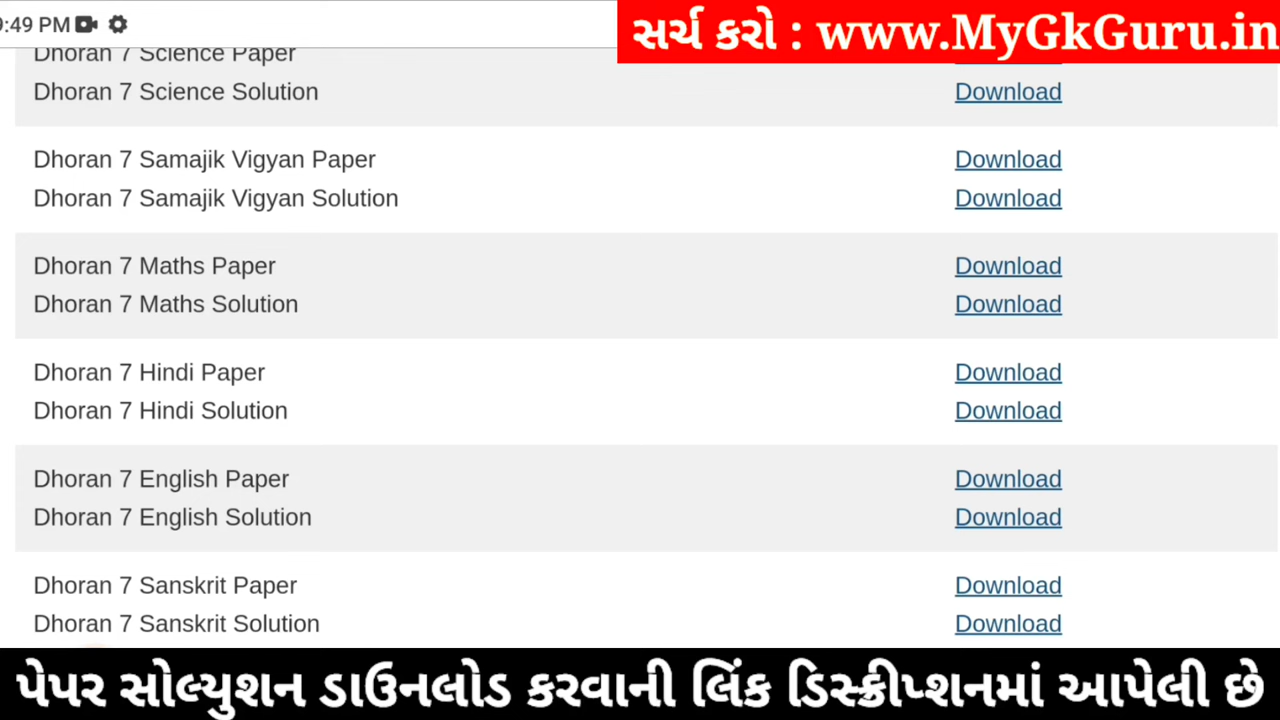 9:49 PM
સર્ચ કરો : www.MyGkGuru.in
Dhoran 7 Science Paper
Dhoran 7 Science Solution Download
Dhoran 7 Samajik Vigyan Paper Download
Dhoran 7 Samajik Vigyan Solution Download
Dhoran 7 Maths Paper Download
Dhoran 7 Maths Solution Download
Dhoran 7 Hindi Paper Download
Dhoran 7 Hindi Solution Download
Dhoran 7 English Paper Download
Dhoran 7 English Solution Download
Dhoran 7 Sanskrit Paper Download
Dhoran 7 Sanskrit Solution Download
પેપર સોલ્યુશન ડાઉનલોડ કરવાની લિંક ડિસ્ક્રીપ્શનમાં આપેલી છે